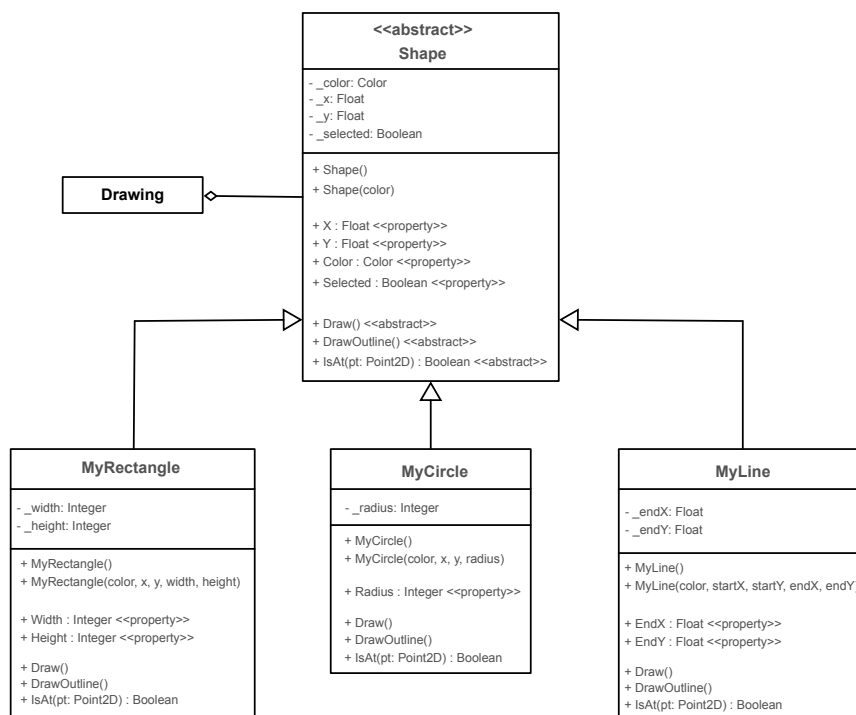 <<abstract>>
Shape
- _color: Color
- _x: Float
- _y: Float
- _selected: Boolean
+ Shape()
+ Shape(color)
+ X : Float <<property>>
+ Y : Float <<property>>
+ Color : Color <<property>>
+ Selected : Boolean <<property>>
+ Draw() <<abstract>>
+ DrawOutline() <<abstract>>
+ IsAt(pt: Point2D) : Boolean <<abstract>>
Drawing
MyRectangle
- _width: Integer
- _height: Integer
+ MyRectangle()
+ MyRectangle(color, x, y, width, height)
+ Width : Integer <<property>>
+ Height : Integer <<property>>
+ Draw()
+ DrawOutline()
+ IsAt(pt: Point2D) : Boolean
MyCircle
- _radius: Integer
+ MyCircle()
+ MyCircle(color, x, y, radius)
+ Radius : Integer <<property>>
+ Draw()
+ DrawOutline()
+ IsAt(pt: Point2D) : Boolean
MyLine
- _endX: Float
- _endY: Float
+ MyLine()
+ MyLine(color, startX, startY, endX, endY)
+ EndX : Float <<property>>
+ EndY : Float <<property>>
+ Draw()
+ DrawOutline()
+ IsAt(pt: Point2D) : Boolean